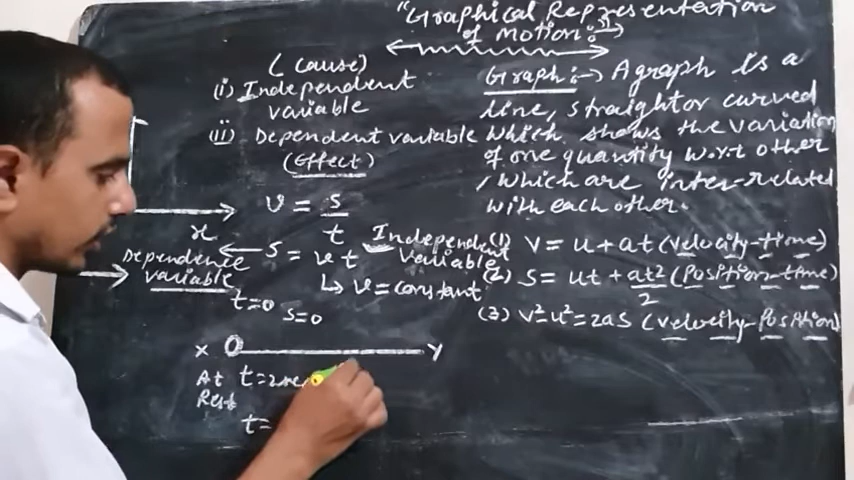 "Graphical Representation
of motion:→
(Cause)
(i) Independent
variable
(ii) Dependent variable
(Effect)
Graph:→ A graph is a
line, straight or curved
which shows the variation
of one quantity w.r.t other
, which are inter-related
with each other.
x
v = s/t
Dependence
variable
s = vt
Independent
variable
↳ v = constant
t=0
s=0
(1) v = u + at (velocity-time)
(2) s = ut + at2/2 (Position-time)
(3) v²-u²=2as (velocity-Position)
X O Y
At t=2sec
Rest
t=